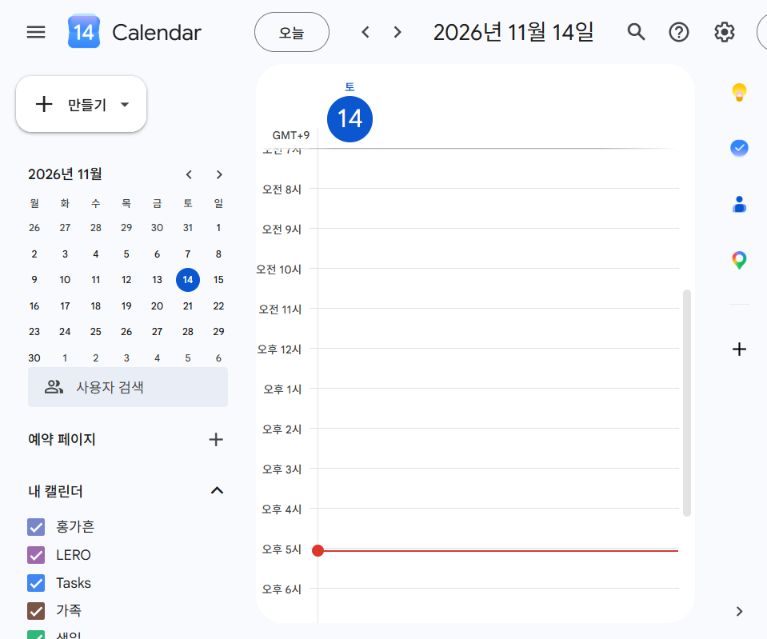 14 Calendar
오늘
2026년 11월 14일
만들기
토
14
GMT+9
2026년 11월
월 화 수 목 금 토 일
26 27 28 29 30 31 1
2 3 4 5 6 7 8
9 10 11 12 13 14 15
16 17 18 19 20 21 22
23 24 25 26 27 28 29
30 1 2 3 4 5 6
사용자 검색
예약 페이지
내 캘린더
홍가흔
LERO
Tasks
가족
생일
오전 7시
오전 8시
오전 9시
오전 10시
오전 11시
오후 12시
오후 1시
오후 2시
오후 3시
오후 4시
오후 5시
오후 6시